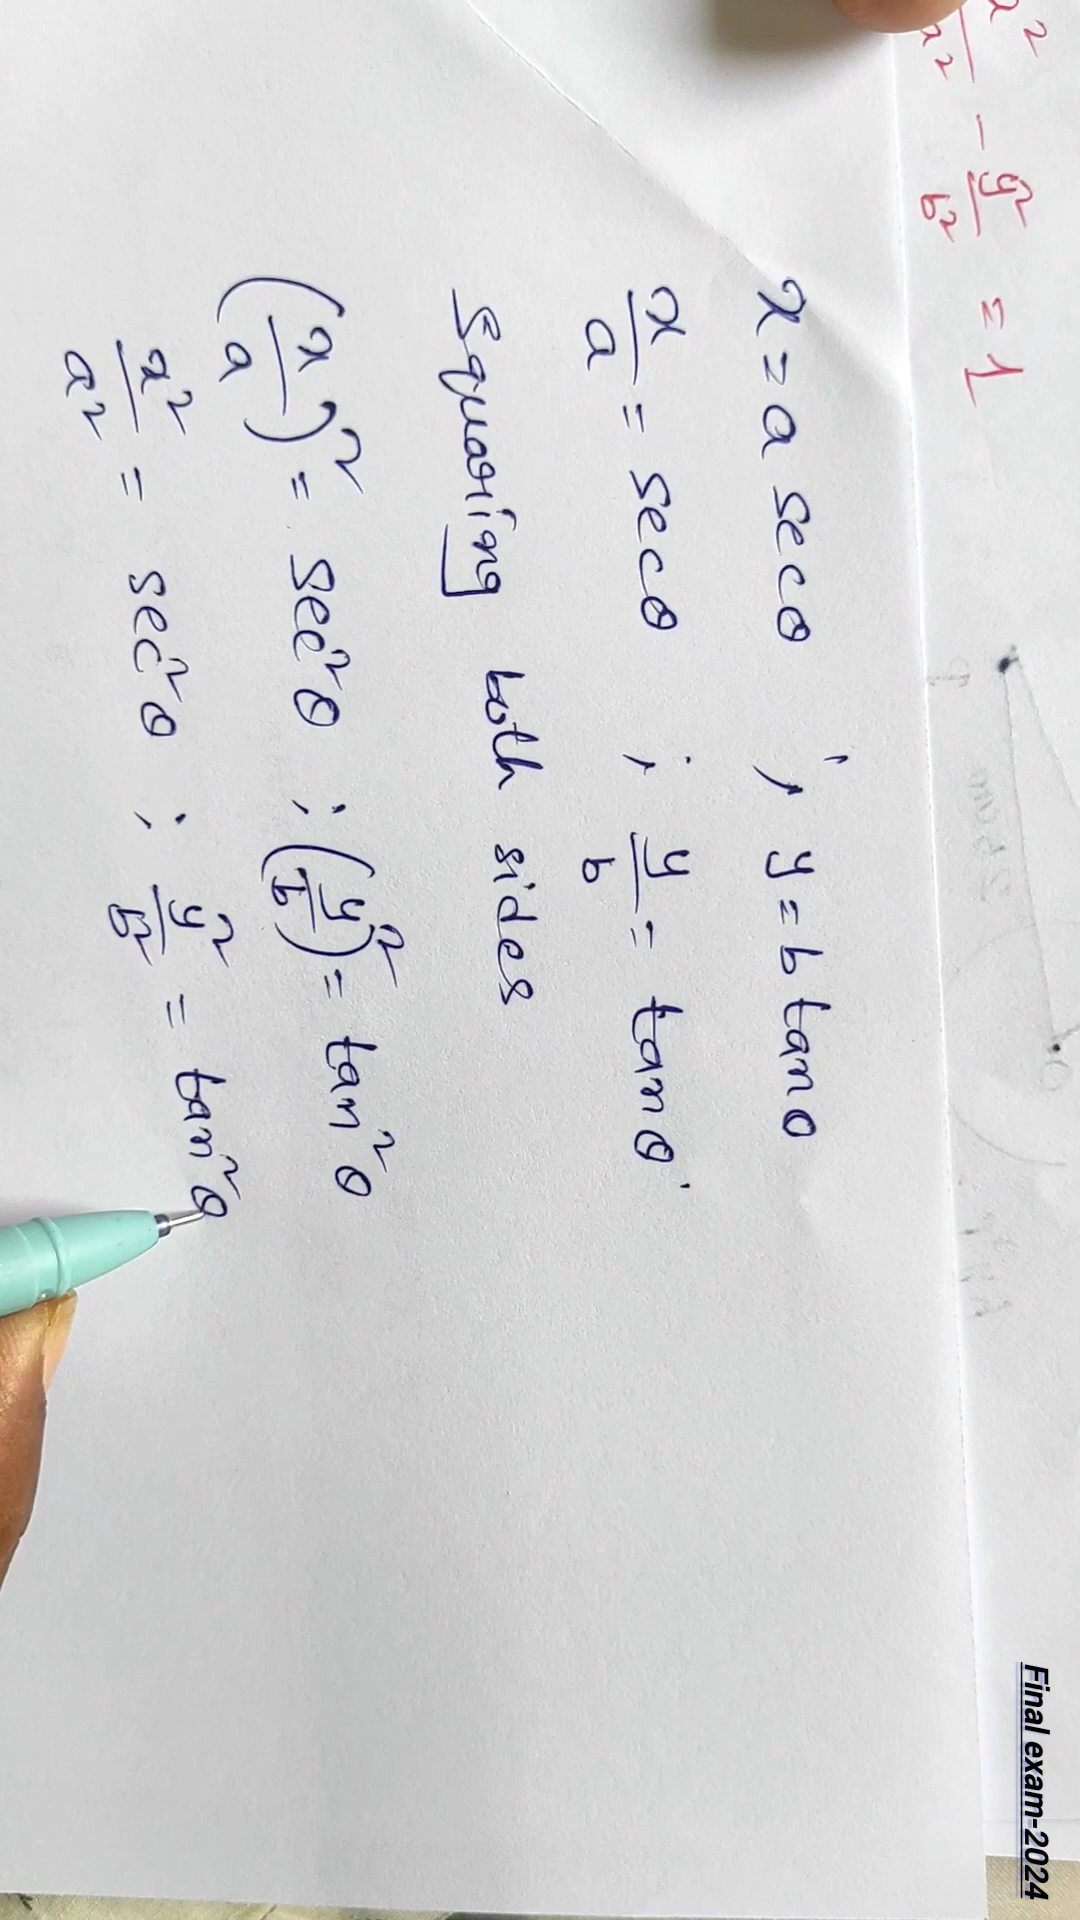 x²/a² - y²/b² = 1
x = a secθ ; y = b tanθ
x/a = secθ ; y/b = tanθ.
Squaring both sides
(x/a)² = sec²θ ; (y/b)² = tan²θ
x²/a² = sec²θ ; y²/b² = tan²θ
Final exam-2024